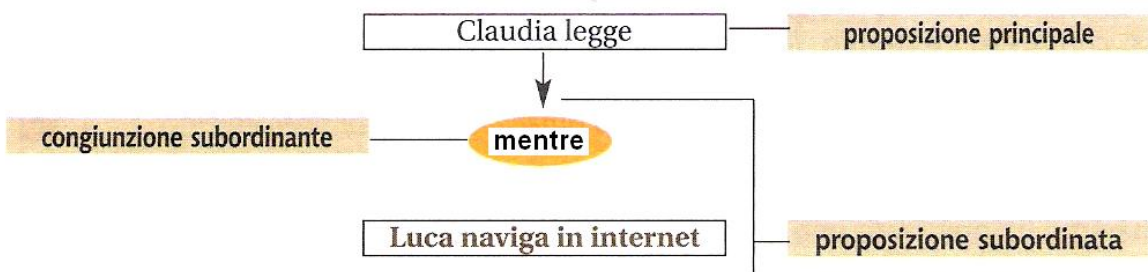 Claudia legge
proposizione principale
congiunzione subordinante
mentre
Luca naviga in internet
proposizione subordinata